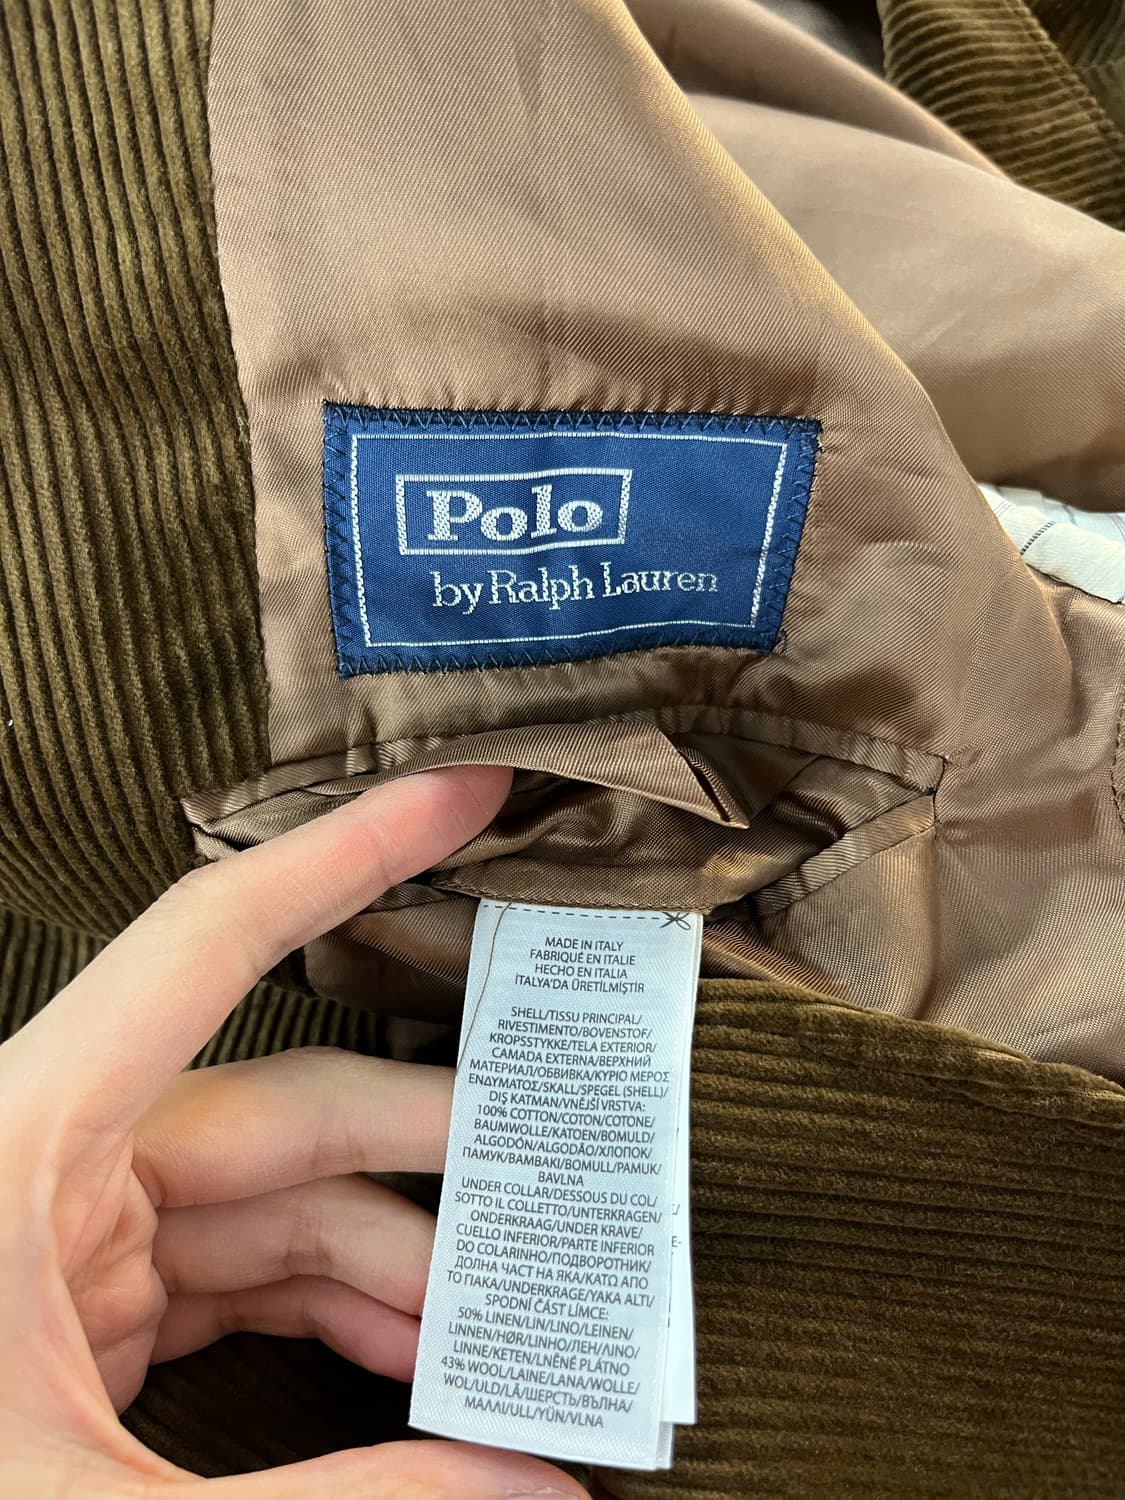 Polo
by Ralph Lauren
MADE IN ITALY
FABRIQUÉ EN ITALIE
HECHO EN ITALIA
İTALYA'DA ÜRETİLMİŞTİR
SHELL/TISSU PRINCIPAL/
RIVESTIMENTO/BOVENSTOF/
KROPSSTYKKE/TELA EXTERIOR/
CAMADA EXTERNA/ВЕРХНИЙ
МАТЕРИАЛ/ОБВИВКА/ΚΥΡΙΟ ΜΕΡΟΣ
ΕΝΔΥΜΑΤΟΣ/SKALL/SPEGEL (SHELL)/
DIŞ KATMAN/VNĚJŠÍ VRSTVA:
100% COTTON/COTON/COTONE/
BAUMWOLLE/KATOEN/BOMULD/
ALGODÓN/ALGODÃO/ХЛОПОК/
ПАМУК/ΒΑΜΒΑΚΙ/BOMULL/PAMUK/
BAVLNA
UNDER COLLAR/DESSOUS DU COL/
SOTTO IL COLLETTO/UNTERKRAGEN/
ONDERKRAAG/UNDER KRAVE/
CUELLO INFERIOR/PARTE INFERIOR
DO COLARINHO/ПОДВОРОТНИК/
ДОЛНА ЧАСТ НА ЯКА/ΚΑΤΩ ΑΠΟ
ΤΟ ΓΙΑΚΑ/UNDERKRAGE/YAKA ALTI/
SPODNÍ ČÁST LÍMCE:
50% LINEN/LIN/LINO/LEINEN/
LINNEN/HØR/LINHO/ЛЕН/ΛΙΝΟ/
LINNE/KETEN/LNĚNÉ PLÁTNO
43% WOOL/LAINE/LANA/WOLLE/
WOL/ULD/LÃ/ШЕРСТЬ/ВЪЛНА/
ΜΑΛΛΙ/ULL/YÜN/VLNA